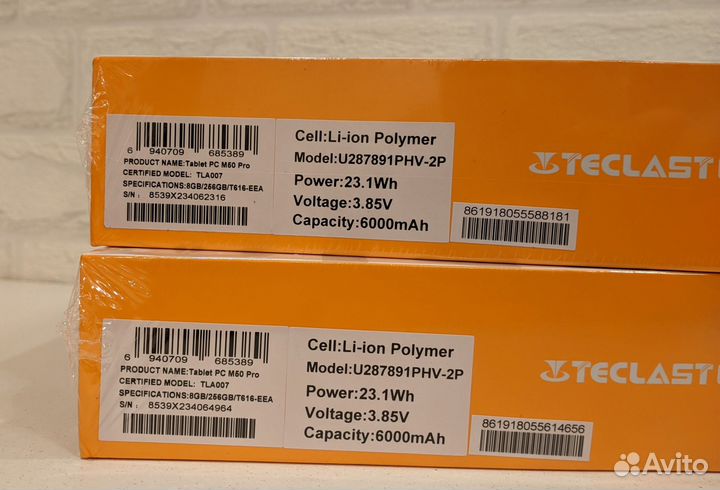 6 940709 685389
PRODUCT NAME:Tablet PC M50 Pro
CERTIFIED MODEL: TLA007
SPECIFICATIONS:8GB/256GB/T616-EEA
S/N: 8539X234062316
Cell:Li-ion Polymer
Model:U287891PHV-2P
Power:23.1Wh
Voltage:3.85V
Capacity:6000mAh
861918055588181
TECLAST
6 940709 685389
PRODUCT NAME:Tablet PC M50 Pro
CERTIFIED MODEL: TLA007
SPECIFICATIONS:8GB/256GB/T616-EEA
S/N: 8539X234064964
Cell:Li-ion Polymer
Model:U287891PHV-2P
Power:23.1Wh
Voltage:3.85V
Capacity:6000mAh
861918055614656
TECLAST
Avito